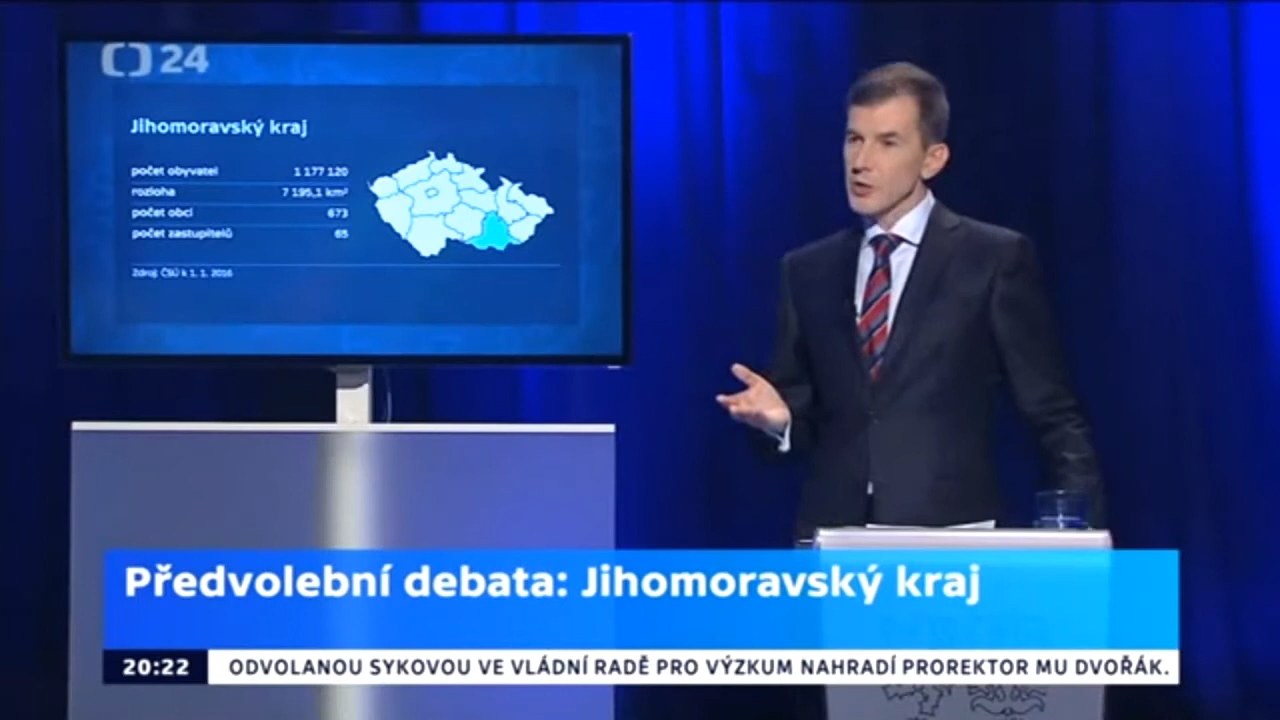 24
Jihomoravský kraj
počet obyvatel 1 177 120
rozloha 7 195,1 km²
počet obcí 673
počet zastupitelů 65
Zdroj: ČSÚ k 1. 1. 2016
Předvolební debata: Jihomoravský kraj
20:22 ODVOLANOU SYKOVOU VE VLÁDNÍ RADĚ PRO VÝZKUM NAHRADÍ PROREKTOR MU DVOŘÁK.